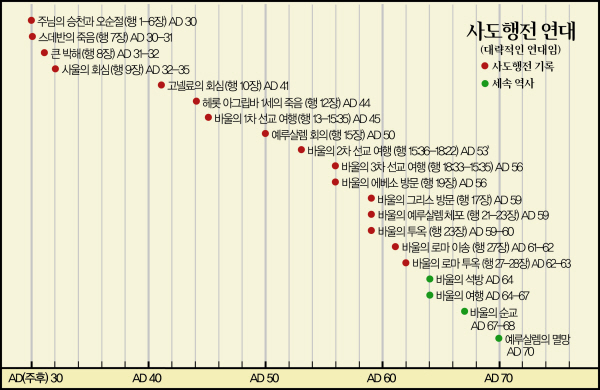 사도행전 연대
(대략적인 연대임)
사도행전 기록
세속 역사
주님의 승천과 오순절(행 1–6장) AD 30
스데반의 죽음(행 7장) AD 30–31
큰 박해(행 8장) AD 31–32
사울의 회심(행 9장) AD 32–35
고넬료의 회심(행 10장) AD 41
헤롯 아그립바 1세의 죽음 (행 12장) AD 44
바울의 1차 선교 여행(행 13–15:35) AD 45
예루살렘 회의(행 15장) AD 50
바울의 2차 선교 여행 (행 15:36–18:22) AD 53
바울의 3차 선교 여행 (행 18:33–15:35) AD 56
바울의 에베소 방문 (행 19장) AD 56
바울의 그리스 방문 (행 17장) AD 59
바울의 예루살렘 체포 (행 21–23장) AD 59
바울의 투옥 (행 23장) AD 59–60
바울의 로마 이송 (행 27장) AD 61–62
바울의 로마 투옥 (행 27–28장) AD 62–63
바울의 석방 AD 64
바울의 여행 AD 64–67
바울의 순교
AD 67–68
예루살렘의 멸망
AD 70
AD(주후) 30 AD 40 AD 50 AD 60 AD 70